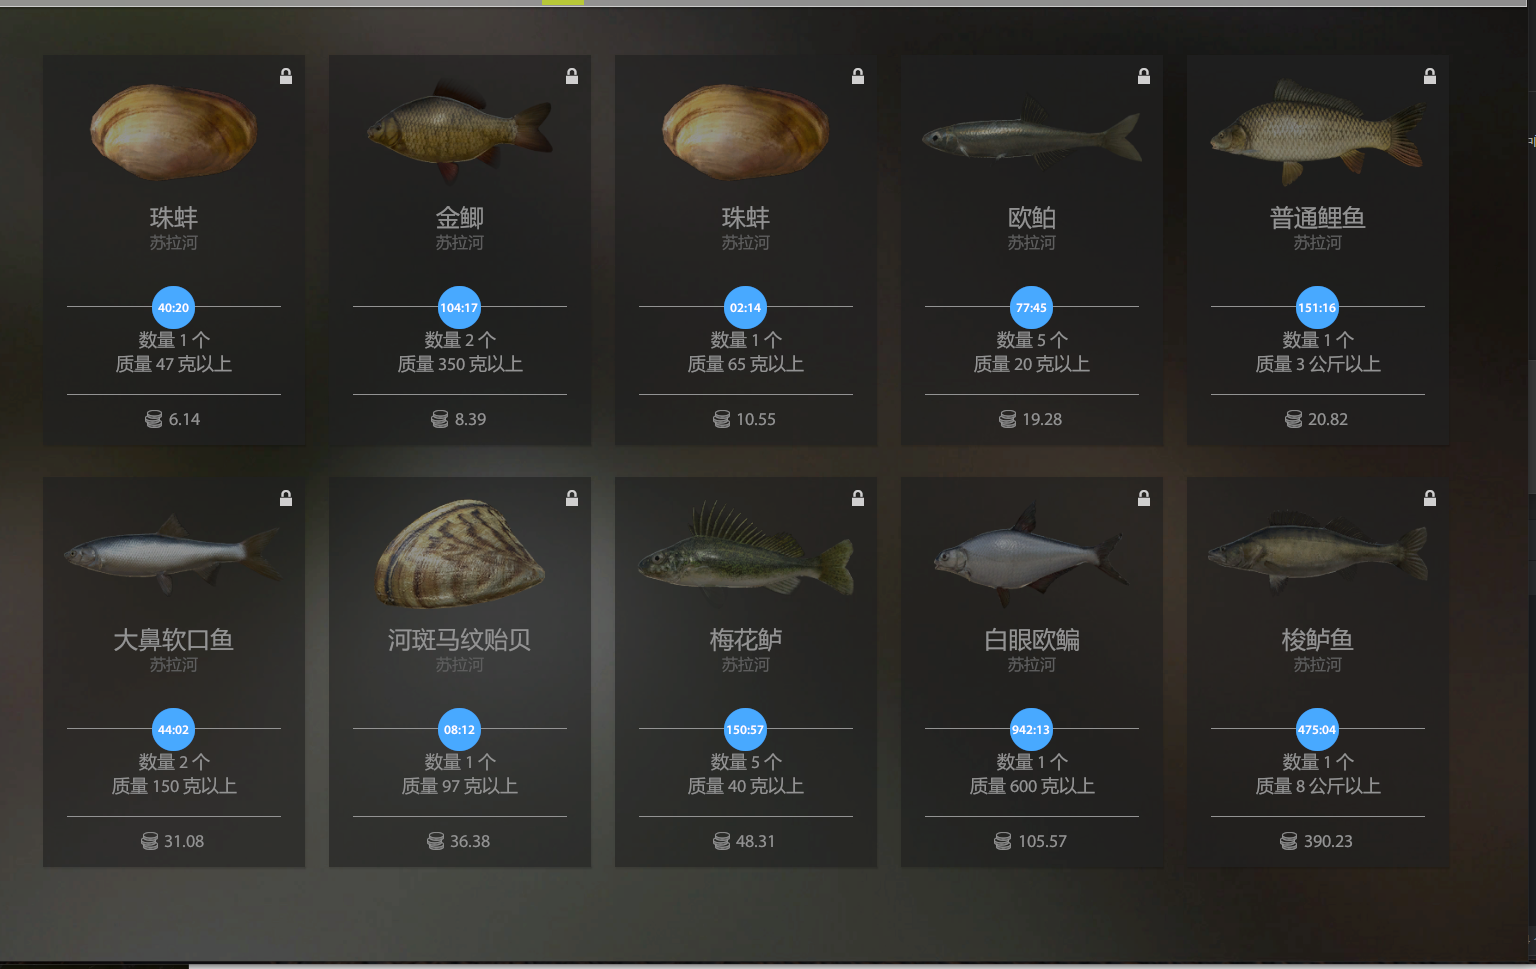 珠蚌
苏拉河
40:20
数量 1 个
质量 47 克以上
6.14
金鲫
苏拉河
104:17
数量 2 个
质量 350 克以上
8.39
珠蚌
苏拉河
02:14
数量 1 个
质量 65 克以上
10.55
欧鲌
苏拉河
77:45
数量 5 个
质量 20 克以上
19.28
普通鲤鱼
苏拉河
151:16
数量 1 个
质量 3 公斤以上
20.82
大鼻软口鱼
苏拉河
44:02
数量 2 个
质量 150 克以上
31.08
河斑马纹贻贝
苏拉河
08:12
数量 1 个
质量 97 克以上
36.38
梅花鲈
苏拉河
150:57
数量 5 个
质量 40 克以上
48.31
白眼欧鳊
苏拉河
942:13
数量 1 个
质量 600 克以上
105.57
梭鲈鱼
苏拉河
475:04
数量 1 个
质量 8 公斤以上
390.23